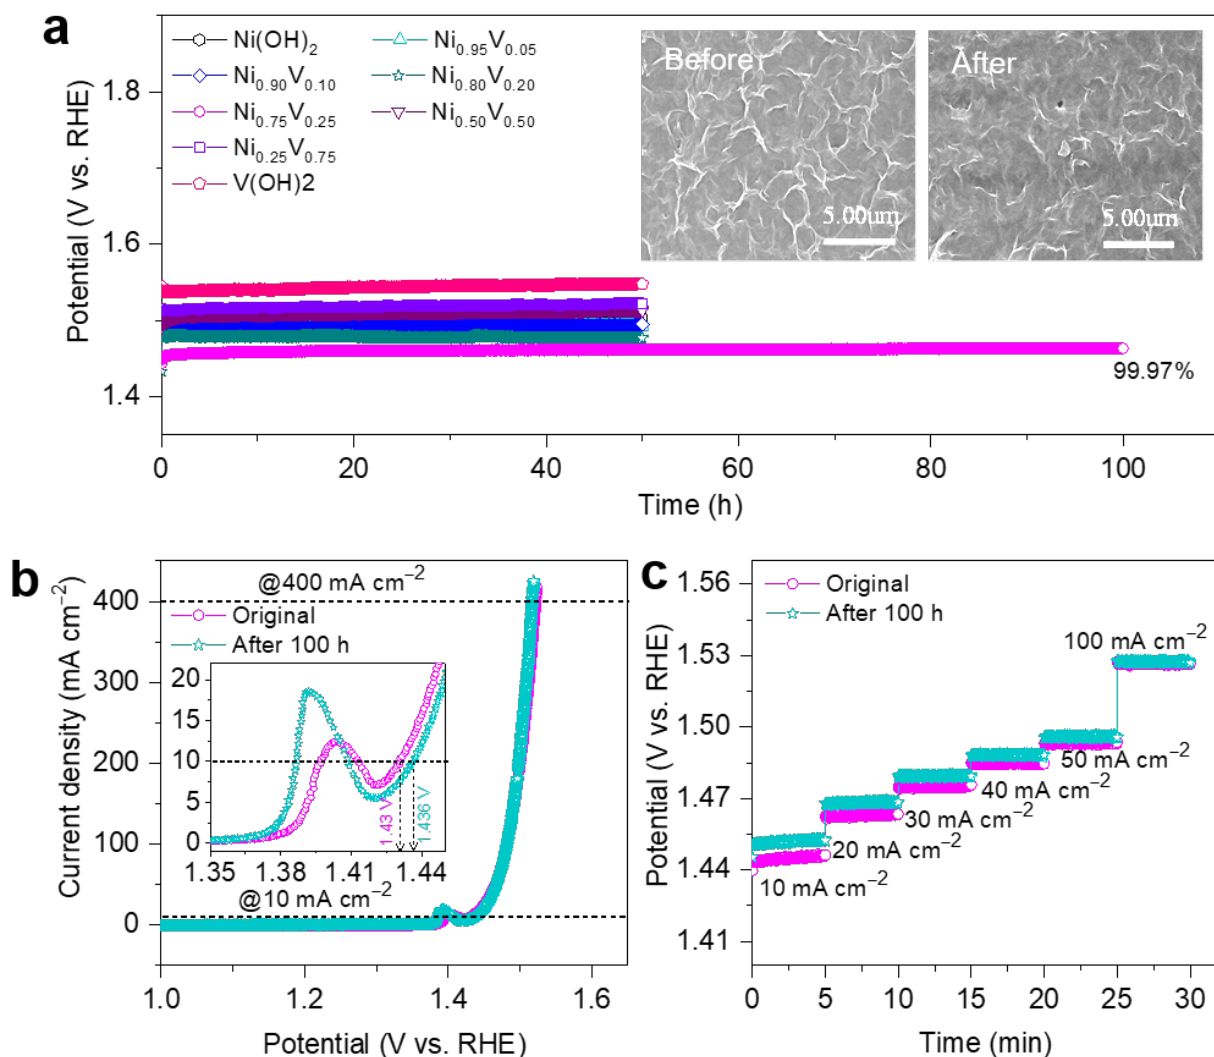 a
Ni(OH)₂
Ni₀.₉₅V₀.₀₅
Ni₀.₉₀V₀.₁₀
Ni₀.₈₀V₀.₂₀
Ni₀.₇₅V₀.₂₅
Ni₀.₅₀V₀.₅₀
Ni₀.₂₅V₀.₇₅
V(OH)2
Before
After
5.00um
5.00um
1.8
1.6
1.4
Potential (V vs. RHE)
99.97%
0 20 40 60 80 100
Time (h)
b
@400 mA cm⁻²
Original
After 100 h
400
300
200
100
0
Current density (mA cm⁻²)
20
15
10
5
0
1.43 V
1.436 V
1.35 1.38 1.41 1.44
@10 mA cm⁻²
1.0 1.2 1.4 1.6
Potential (V vs. RHE)
c
Original
After 100 h
1.56
1.53
1.50
1.47
1.44
1.41
Potential (V vs. RHE)
100 mA cm⁻²
50 mA cm⁻²
40 mA cm⁻²
30 mA cm⁻²
20 mA cm⁻²
10 mA cm⁻²
0 5 10 15 20 25 30
Time (min)